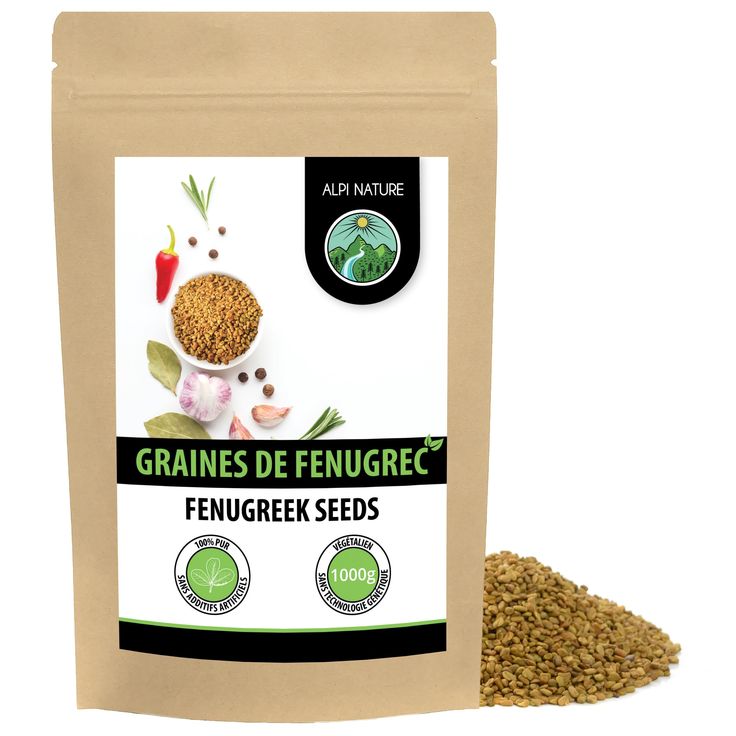 ALPI NATURE
GRAINES DE FENUGREC
FENUGREEK SEEDS
100% PUR
SANS ADDITIFS ARTIFICIELS
VÉGÉTALIEN
1000g
SANS TECHNOLOGIE GÉNÉTIQUE